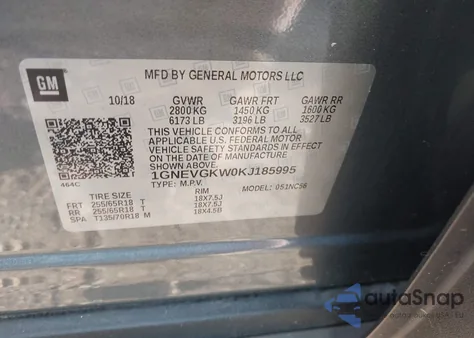 GM
MFD BY GENERAL MOTORS LLC
10/18 GVWR GAWR FRT GAWR RR
2800 KG 1450 KG 1600 KG
6173 LB 3196 LB 3527 LB
THIS VEHICLE CONFORMS TO ALL
APPLICABLE U.S. FEDERAL MOTOR
VEHICLE SAFETY STANDARDS IN
EFFECT ON THE DATE OF MANUFACTURE
SHOWN ABOVE.
1GNEVGKW0KJ185995
464C TYPE: M.P.V. MODEL: 0S1NC56
TIRE SIZE RIM
FRT 255/65R18 T 18X7.5J
RR 255/65R18 T 18X7.5J
SP T135/70R18 M 18X4.5B
autoSnap